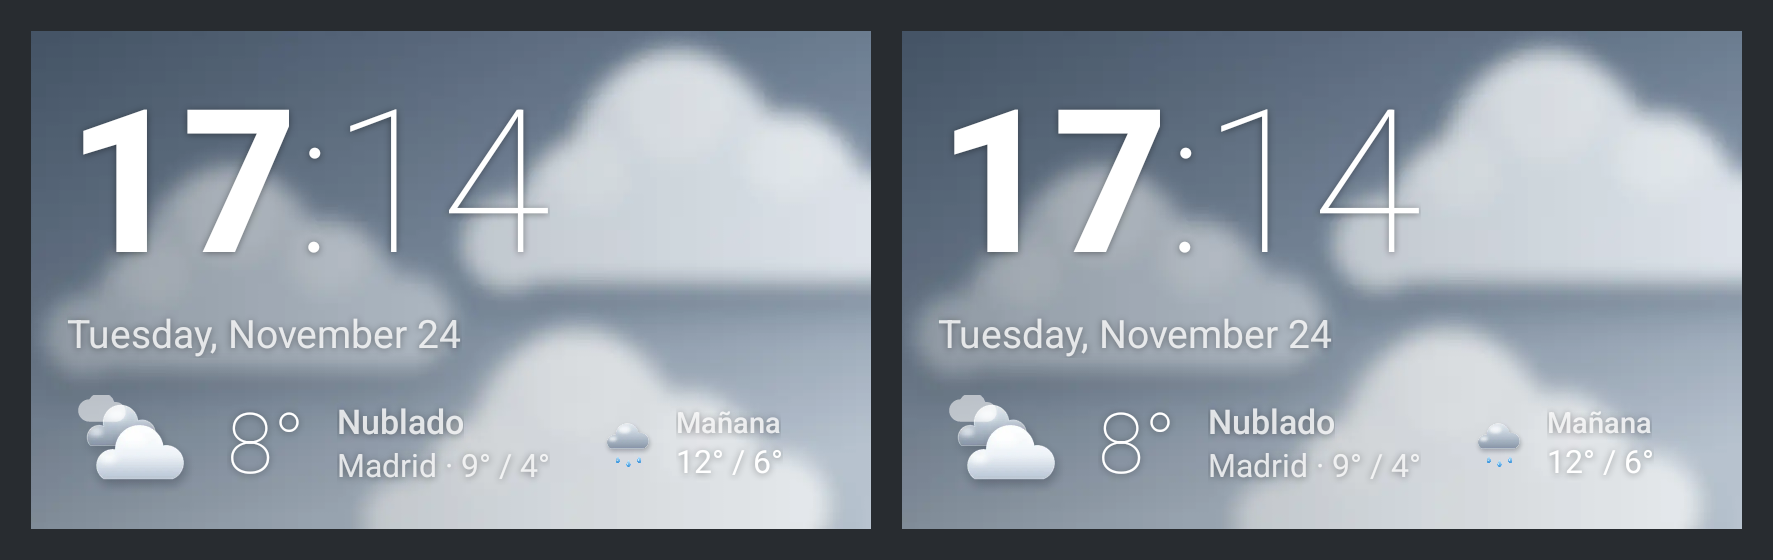 17:14
Tuesday, November 24
8°
Nublado
Madrid · 9° / 4°
Mañana
12° / 6°
17:14
Tuesday, November 24
8°
Nublado
Madrid · 9° / 4°
Mañana
12° / 6°